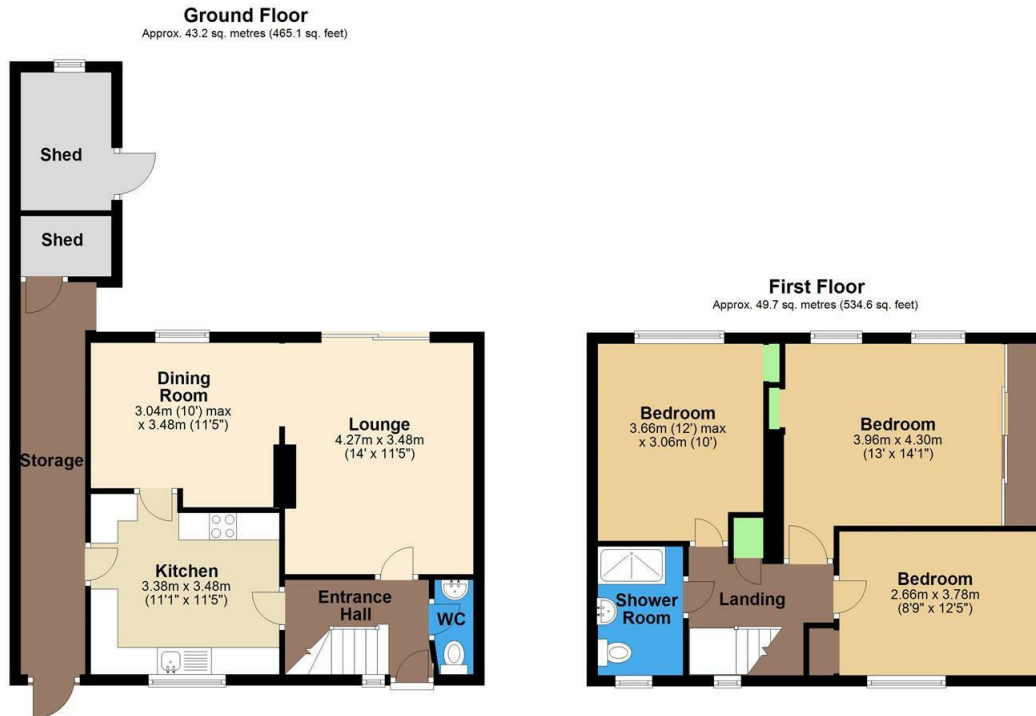 Ground Floor
Approx. 43.2 sq. metres (465.1 sq. feet)
Shed
Shed
Dining
Room
3.04m (10') max
x 3.48m (11'5")
Lounge
4.27m x 3.48m
(14' x 11'5")
Storage
Kitchen
3.38m x 3.48m
(11'1" x 11'5")
Entrance
Hall
WC
First Floor
Approx. 49.7 sq. metres (534.6 sq. feet)
Bedroom
3.66m (12') max
x 3.06m (10')
Bedroom
3.96m x 4.30m
(13' x 14'1")
Shower
Room
Landing
Bedroom
2.66m x 3.78m
(8'9" x 12'5")